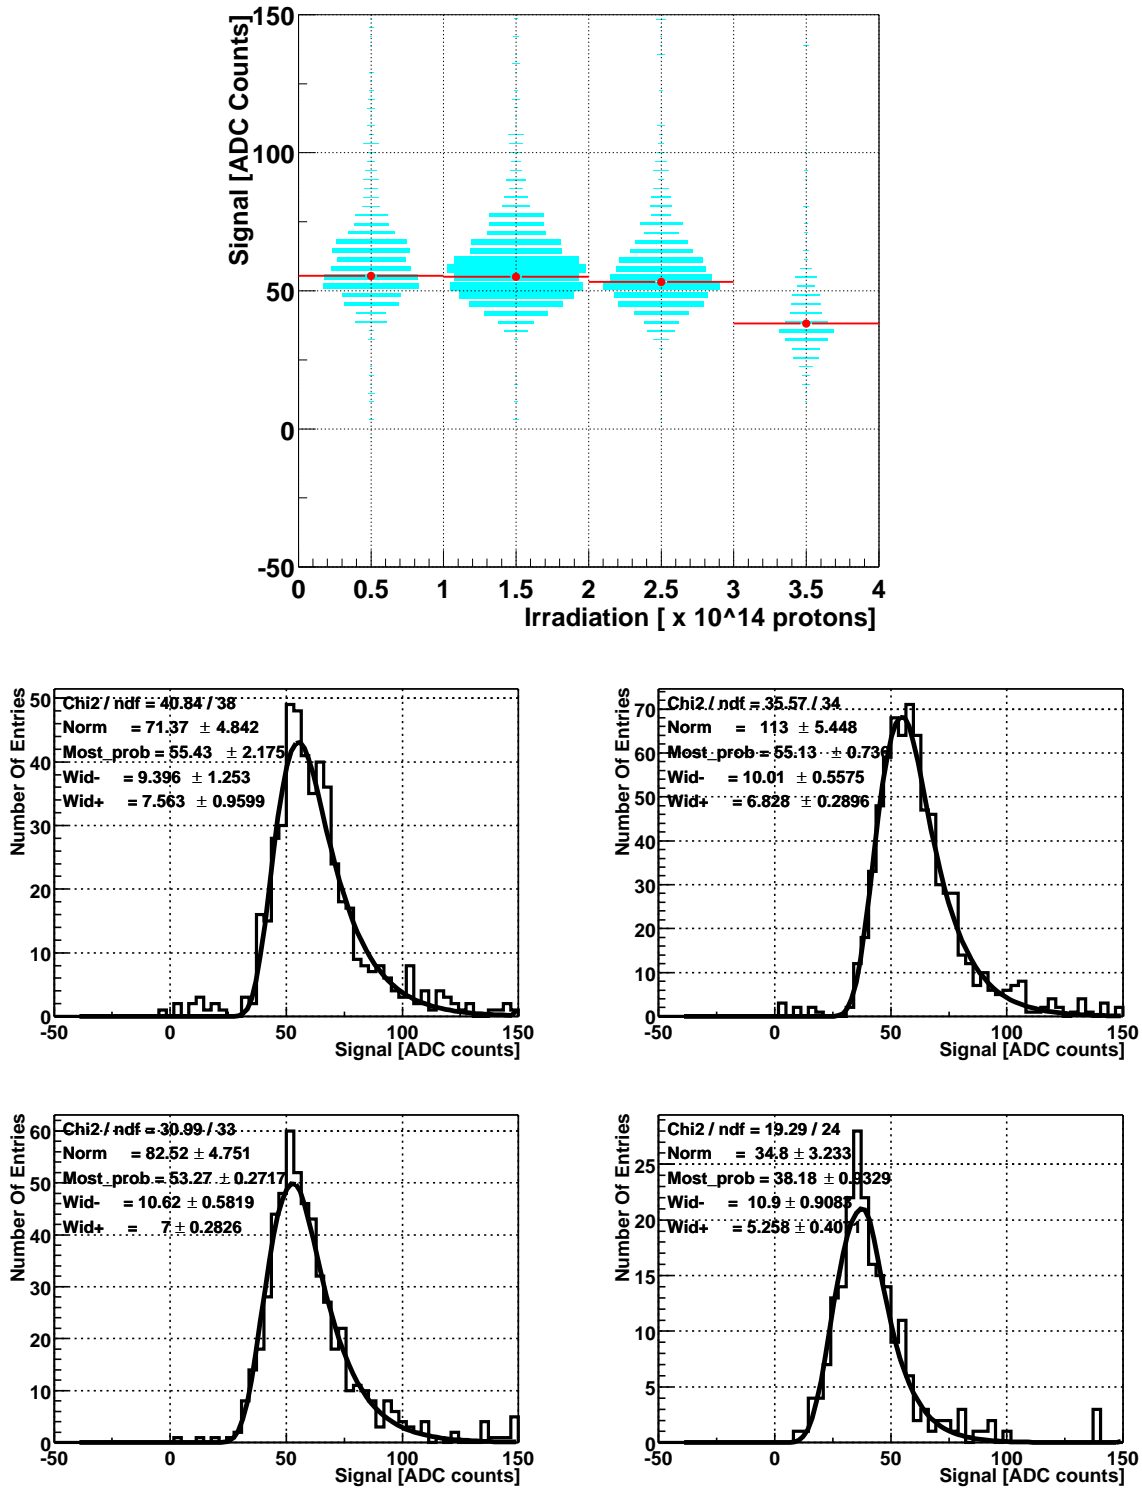 Signal [ADC Counts]
150
100
50
0
-50
0 0.5 1 1.5 2 2.5 3 3.5 4
Irradiation [ x 10^14 protons]
Number Of Entries
50
40
30
20
10
0
Chi2 / ndf = 40.84 / 38
Norm = 71.37 ± 4.842
Most_prob = 55.43 ± 2.175
Wid- = 9.396 ± 1.253
Wid+ = 7.563 ± 0.9599
-50 0 50 100 150
Signal [ADC counts]
Number Of Entries
70
60
50
40
30
20
10
0
Chi2 / ndf = 35.57 / 34
Norm = 113 ± 5.448
Most_prob = 55.13 ± 0.736
Wid- = 10.01 ± 0.5575
Wid+ = 6.828 ± 0.2896
-50 0 50 100 150
Signal [ADC counts]
Number Of Entries
60
50
40
30
20
10
0
Chi2 / ndf = 30.99 / 33
Norm = 82.52 ± 4.751
Most_prob = 53.27 ± 0.2717
Wid- = 10.62 ± 0.5819
Wid+ = 7 ± 0.2826
-50 0 50 100 150
Signal [ADC counts]
Number Of Entries
25
20
15
10
5
0
Chi2 / ndf = 19.29 / 24
Norm = 34.8 ± 3.233
Most_prob = 38.18 ± 0.9329
Wid- = 10.9 ± 0.9083
Wid+ = 5.258 ± 0.4071
-50 0 50 100 150
Signal [ADC counts]